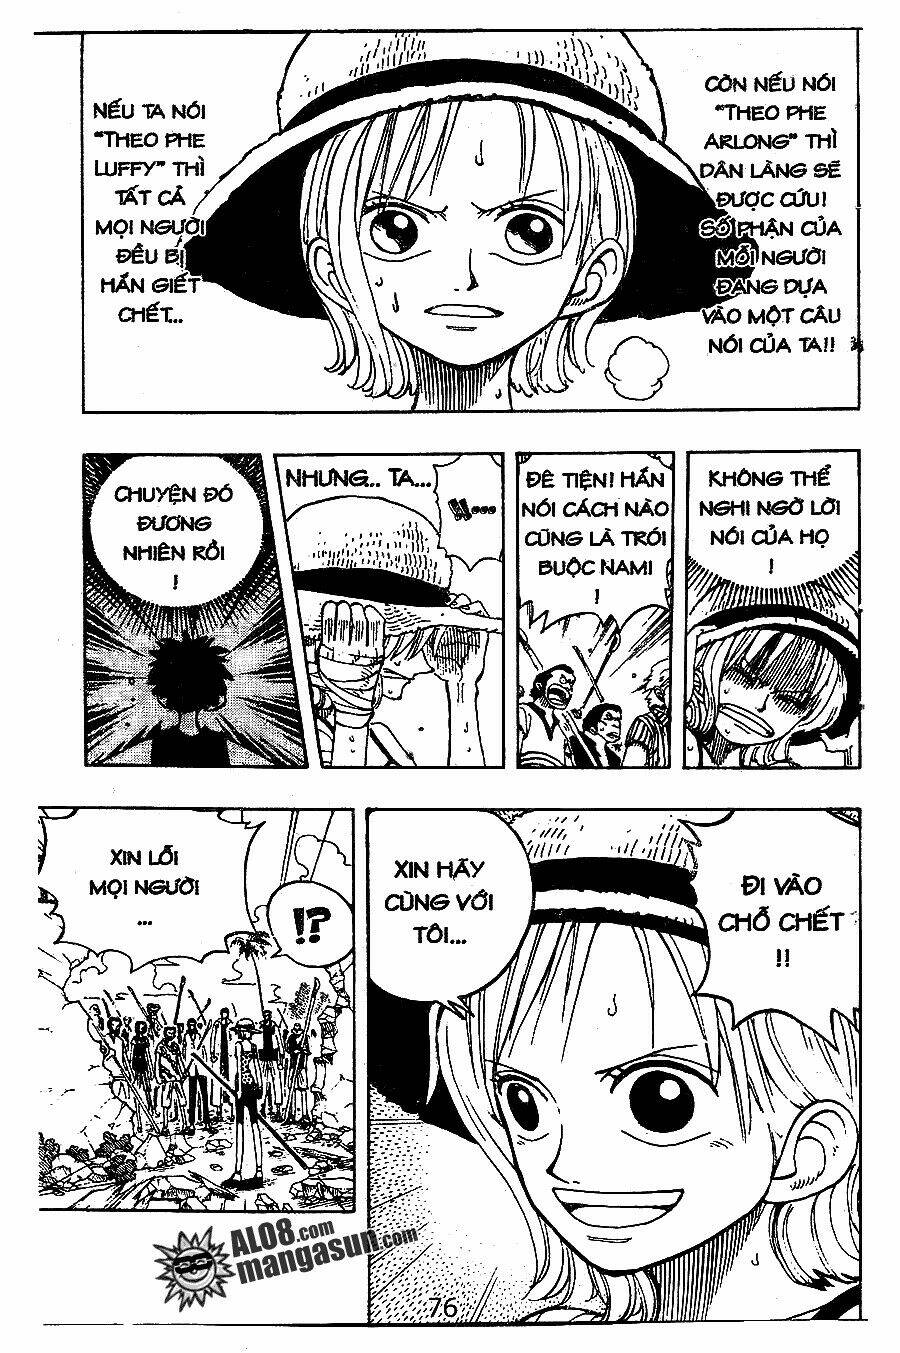 CÒN NẾU NÓI
"THEO PHE
ARLONG" THÌ
DÂN LÀNG SẼ
ĐƯỢC CỨU!
SỐ PHẬN CỦA
MỖI NGƯỜI
ĐANG DỰA
VÀO MỘT CÂU
NÓI CỦA TA!!
NẾU TA NÓI
"THEO PHE
LUFFY" THÌ
TẤT CẢ
MỌI NGƯỜI
ĐỀU BỊ
HẮN GIẾT
CHẾT...
KHÔNG THỂ
NGHI NGỜ LỜI
NÓI CỦA HỌ
!
ĐÊ TIỆN! HẮN
NÓI CÁCH NÀO
CŨNG LÀ TRÓI
BUỘC NAMI
!
NHƯNG.. TA...
CHUYỆN ĐÓ
ĐƯƠNG
NHIÊN RỒI
!
ĐI VÀO
CHỖ CHẾT
!!
XIN HÃY
CÙNG VỚI
TÔI...
XIN LỖI
MỌI NGƯỜI
...
!?
ALO8.com
mangasun.com
76